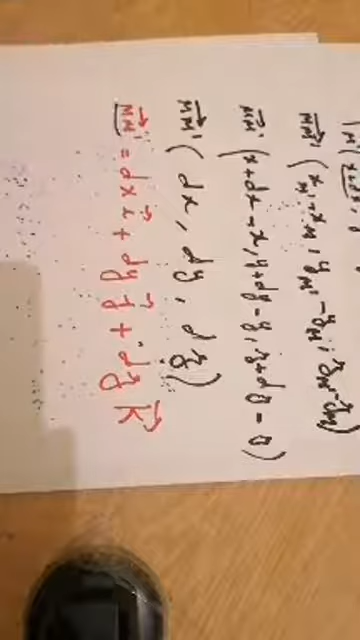 M'(x+dx,
MM' (x_M' - x_M, y_M' - y_M, z_M' - z_M)
MM' (x+dx-x, y+dy-y, z+dz-z)
MM' (dx, dy, dz)
MM' = dx i + dy j + dz k